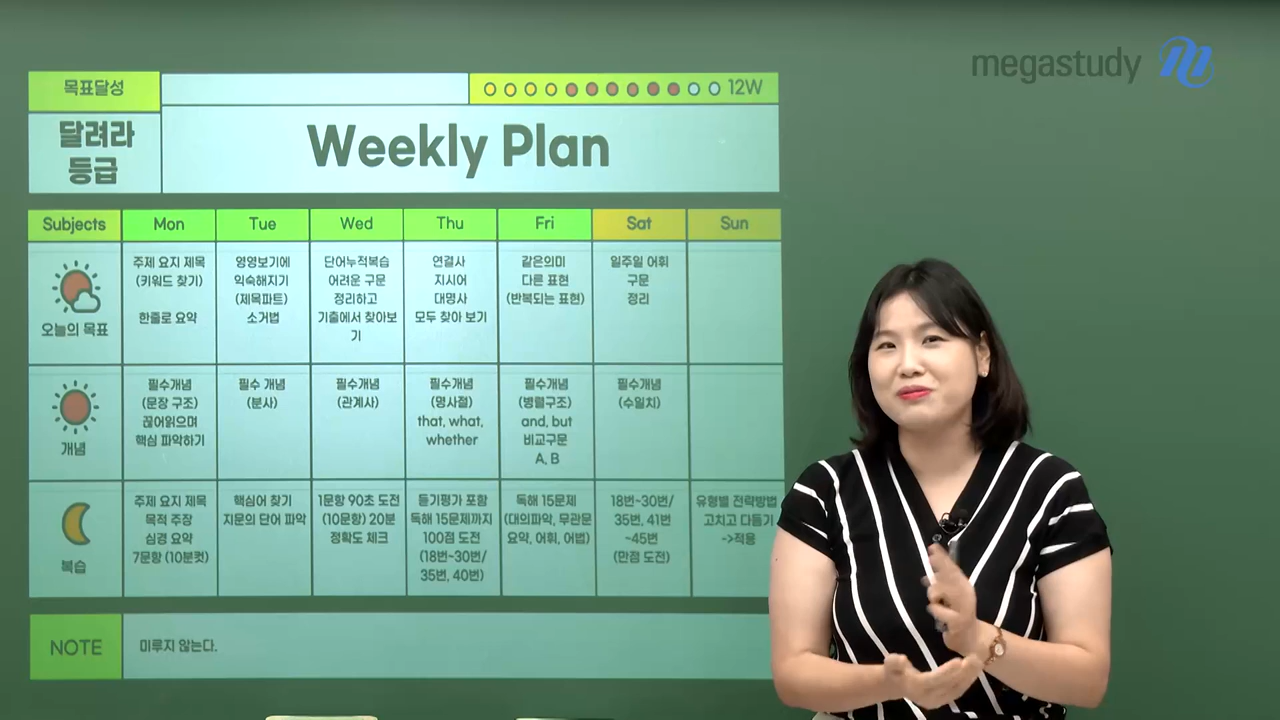 megastudy
목표달성
12W
달려라
등급
Weekly Plan
Subjects
Mon
Tue
Wed
Thu
Fri
Sat
Sun
오늘의 목표
주제 요지 제목
(키워드 찾기)
한줄로 요약
영영보기에
익숙해지기
(제목파트)
소거법
단어누적복습
어려운 구문
정리하고
기출에서 찾아보
기
연결사
지시어
대명사
모두 찾아 보기
같은의미
다른 표현
(반복되는 표현)
일주일 어휘
구문
정리
개념
필수개념
(문장 구조)
끊어읽으며
핵심 파악하기
필수 개념
(분사)
필수개념
(관계사)
필수개념
(명사절)
that, what,
whether
필수개념
(병렬구조)
and, but
비교구문
A, B
필수개념
(수일치)
복습
주제 요지 제목
목적 주장
심경 요약
7문항 (10분컷)
핵심어 찾기
지문의 단어 파악
1문항 90초 도전
(10문항) 20분
정확도 체크
듣기평가 포함
독해 15문제까지
100점 도전
(18번~30번/
35번, 40번)
독해 15문제
(대의파악, 무관문
요약, 어휘, 어법)
18번~30번/
35번, 41번
~45번
(만점 도전)
유형별 전략방법
고치고 다듬기
->적용
NOTE
미루지 않는다.